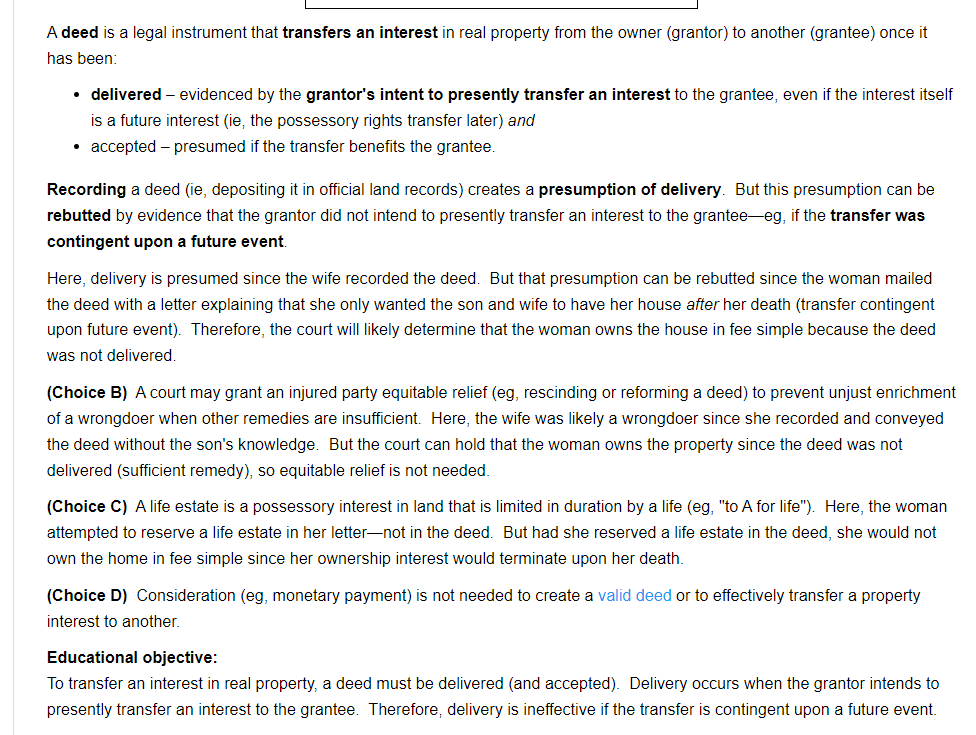 A deed is a legal instrument that transfers an interest in real property from the owner (grantor) to another (grantee) once it
has been:
• delivered – evidenced by the grantor's intent to presently transfer an interest to the grantee, even if the interest itself
is a future interest (ie, the possessory rights transfer later) and
• accepted – presumed if the transfer benefits the grantee.
Recording a deed (ie, depositing it in official land records) creates a presumption of delivery. But this presumption can be
rebutted by evidence that the grantor did not intend to presently transfer an interest to the grantee—eg, if the transfer was
contingent upon a future event.
Here, delivery is presumed since the wife recorded the deed. But that presumption can be rebutted since the woman mailed
the deed with a letter explaining that she only wanted the son and wife to have her house after her death (transfer contingent
upon future event). Therefore, the court will likely determine that the woman owns the house in fee simple because the deed
was not delivered.
(Choice B) A court may grant an injured party equitable relief (eg, rescinding or reforming a deed) to prevent unjust enrichment
of a wrongdoer when other remedies are insufficient. Here, the wife was likely a wrongdoer since she recorded and conveyed
the deed without the son's knowledge. But the court can hold that the woman owns the property since the deed was not
delivered (sufficient remedy), so equitable relief is not needed.
(Choice C) A life estate is a possessory interest in land that is limited in duration by a life (eg, "to A for life"). Here, the woman
attempted to reserve a life estate in her letter—not in the deed. But had she reserved a life estate in the deed, she would not
own the home in fee simple since her ownership interest would terminate upon her death.
(Choice D) Consideration (eg, monetary payment) is not needed to create a valid deed or to effectively transfer a property
interest to another.
Educational objective:
To transfer an interest in real property, a deed must be delivered (and accepted). Delivery occurs when the grantor intends to
presently transfer an interest to the grantee. Therefore, delivery is ineffective if the transfer is contingent upon a future event.